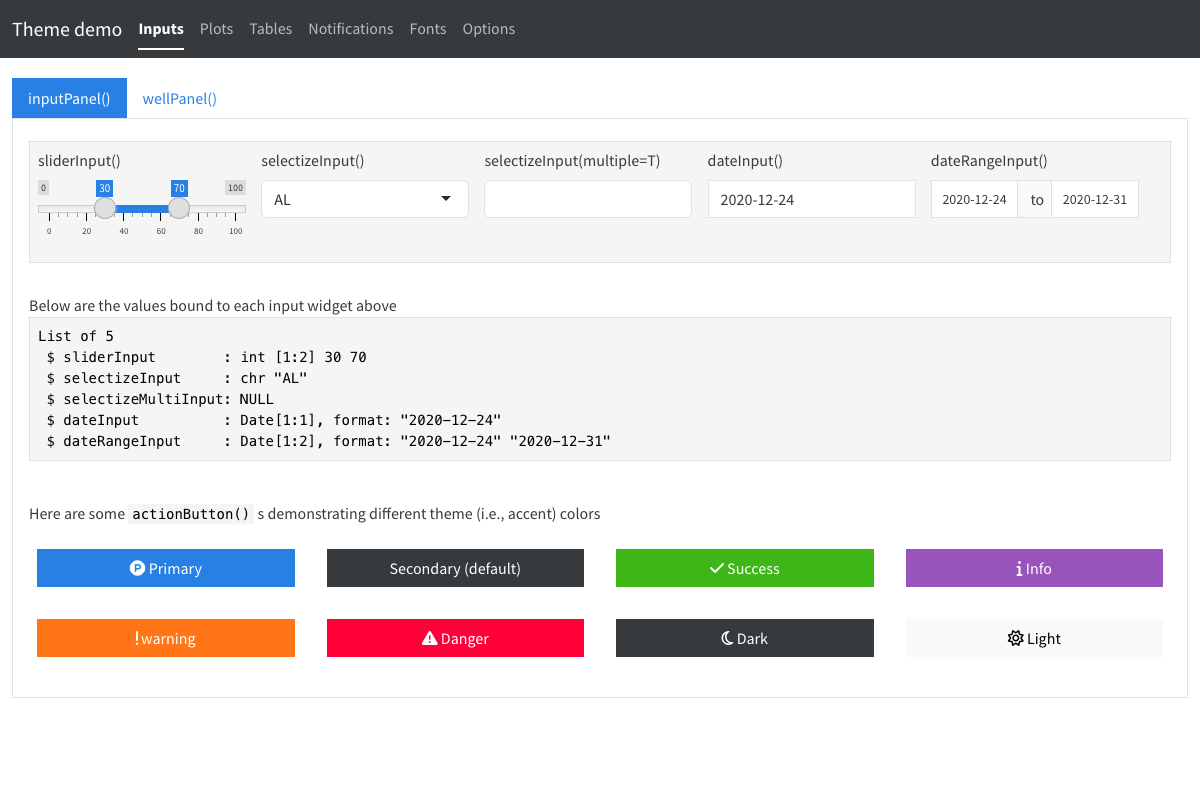 Theme demo Inputs Plots Tables Notifications Fonts Options
inputPanel() wellPanel()
sliderInput() selectizeInput() selectizeInput(multiple=T) dateInput() dateRangeInput()
0 30 70 100
AL 2020-12-24 2020-12-24 to 2020-12-31
0 20 40 60 80 100
Below are the values bound to each input widget above
List of 5
 $ sliderInput        : int [1:2] 30 70
 $ selectizeInput     : chr "AL"
 $ selectizeMultiInput: NULL
 $ dateInput          : Date[1:1], format: "2020-12-24"
 $ dateRangeInput     : Date[1:2], format: "2020-12-24" "2020-12-31"
Here are some actionButton() s demonstrating different theme (i.e., accent) colors
Primary Secondary (default) Success Info
warning Danger Dark Light